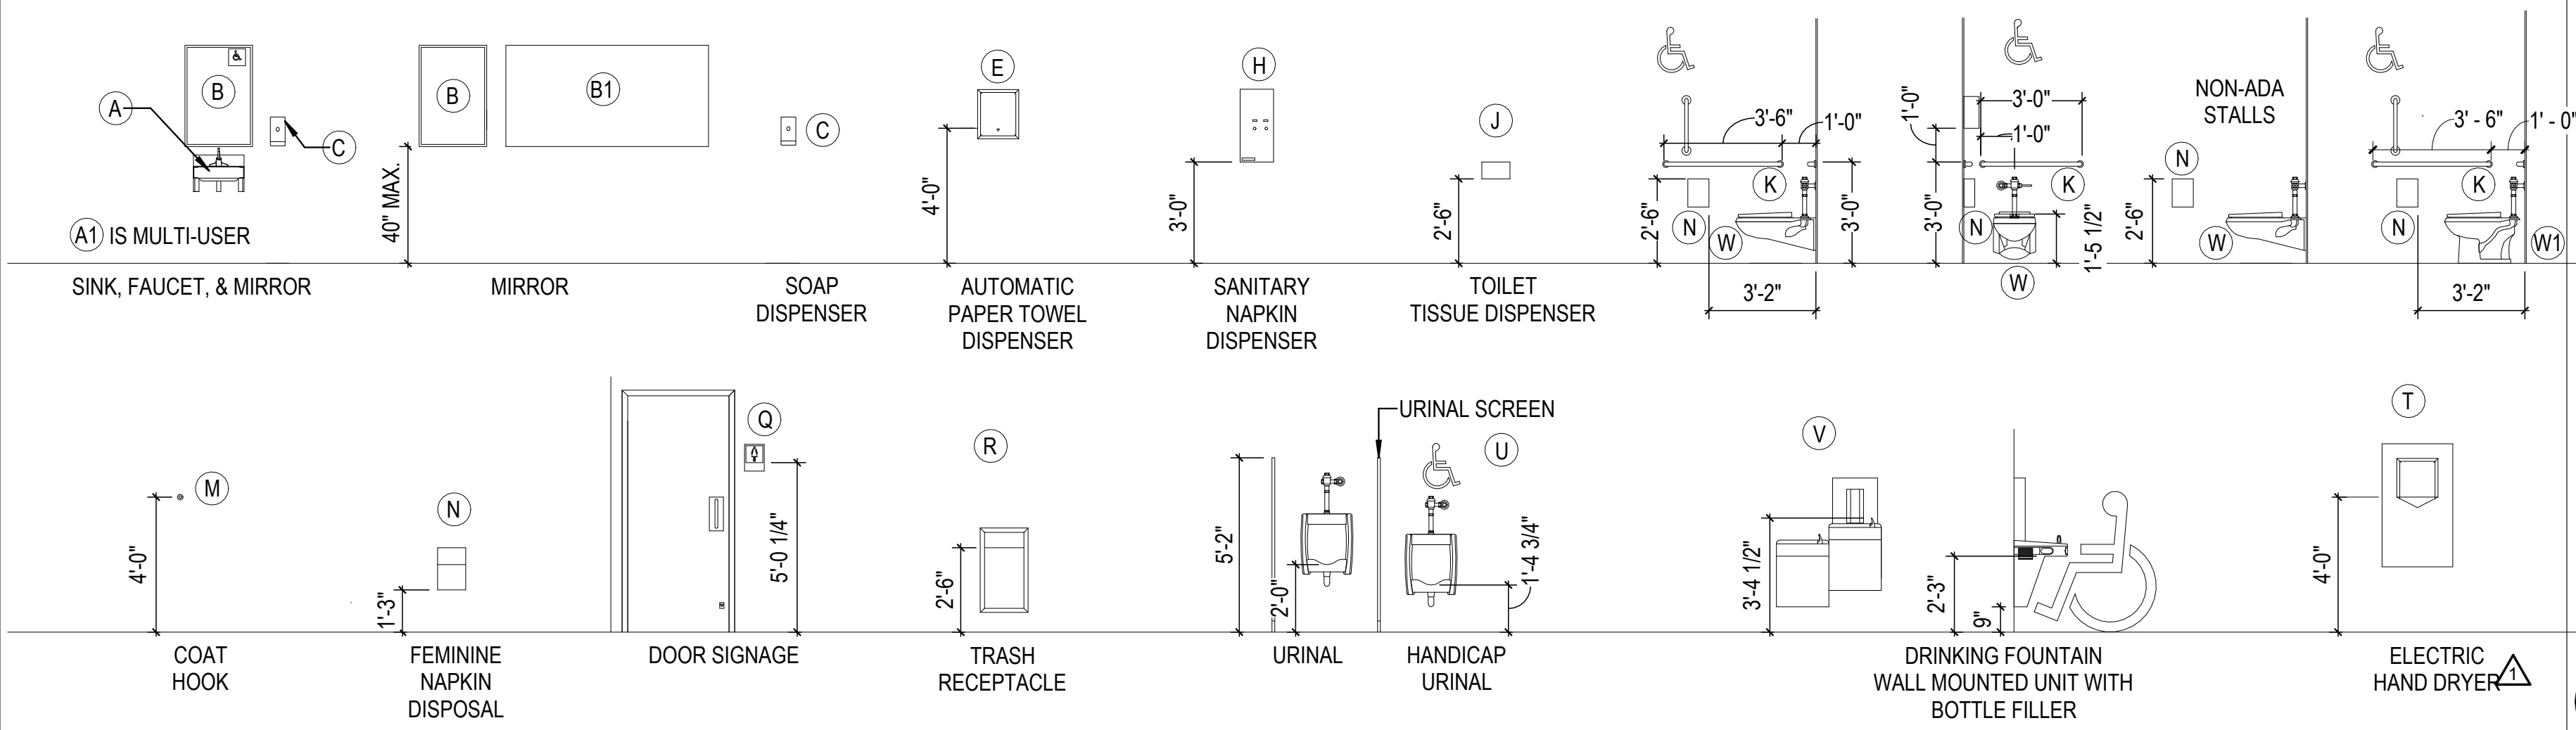 A
B
C
A1 IS MULTI-USER
SINK, FAUCET, & MIRROR
40" MAX.
B
B1
MIRROR
C
SOAP
DISPENSER
E
4'-0"
AUTOMATIC
PAPER TOWEL
DISPENSER
H
3'-0"
SANITARY
NAPKIN
DISPENSER
J
2'-6"
TOILET
TISSUE DISPENSER
3'-6"
1'-0"
K
2'-6"
N
W
3'-0"
3'-2"
1'-0"
3'-0"
1'-0"
K
3'-0"
N
1'-5 1/2"
W
NON-ADA
STALLS
N
2'-6"
W
3' - 6"
1' - 0"
K
N
W1
3'-2"
M
4'-0"
COAT
HOOK
N
1'-3"
FEMININE
NAPKIN
DISPOSAL
Q
5'-0 1/4"
DOOR SIGNAGE
R
2'-6"
TRASH
RECEPTACLE
URINAL SCREEN
5'-2"
2'-0"
URINAL
U
1'-4 3/4"
HANDICAP
URINAL
V
3'-4 1/2"
2'-3"
9"
DRINKING FOUNTAIN
WALL MOUNTED UNIT WITH
BOTTLE FILLER
T
4'-0"
ELECTRIC
HAND DRYER
1